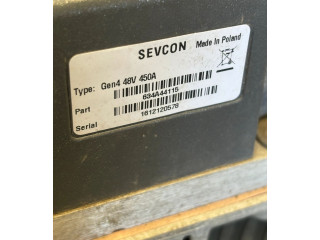 SEVCON Made in Poland
Type: Gen4 48V 450A
Part 634A44115
Serial 1612120578